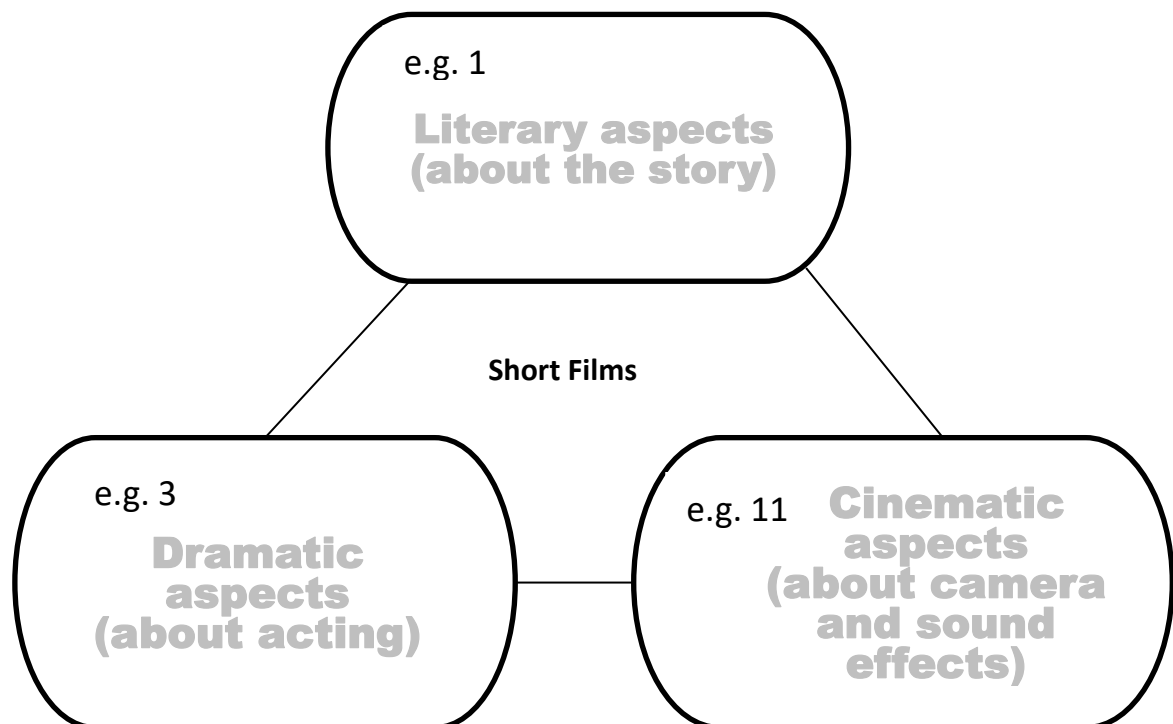 e.g. 1
Literary aspects
(about the story)
Short Films
e.g. 3
Dramatic
aspects
(about acting)
e.g. 11
Cinematic
aspects
(about camera
and sound
effects)